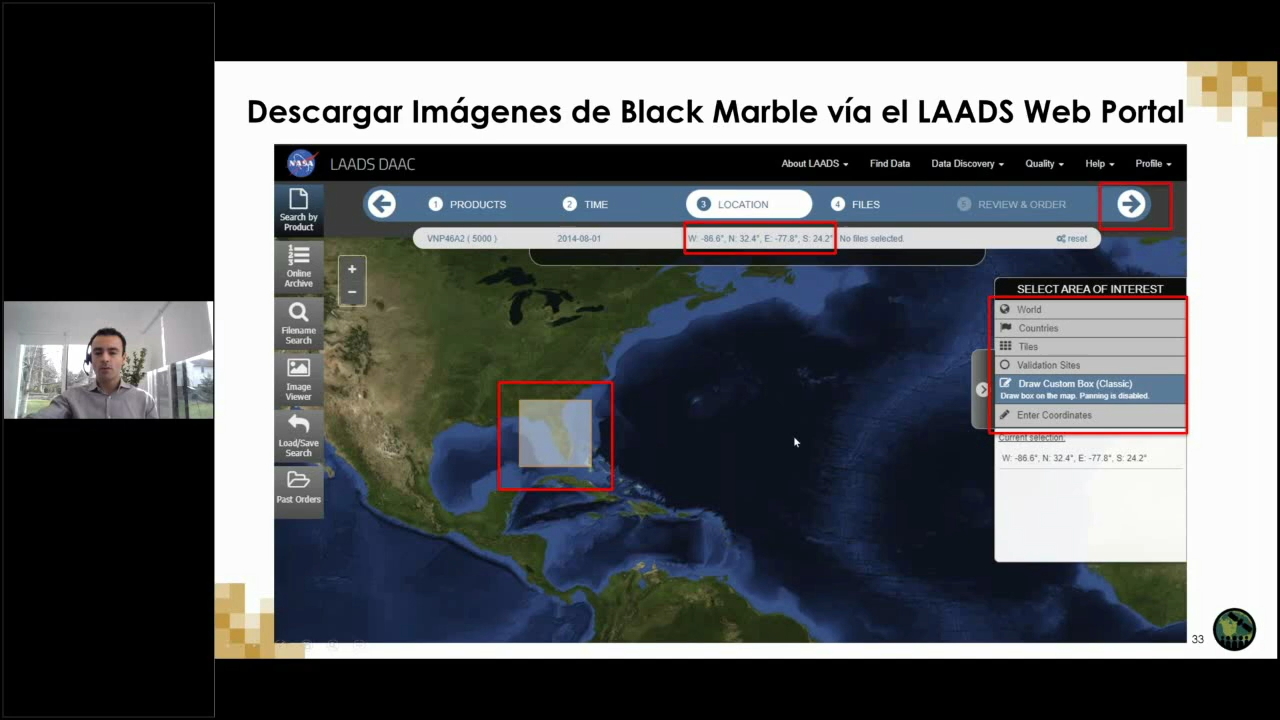 Descargar Imágenes de Black Marble vía el LAADS Web Portal
NASA
LAADS DAAC
About LAADS
Find Data
Data Discovery
Quality
Help
Profile
Search by
Product
1 PRODUCTS
2 TIME
3 LOCATION
4 FILES
5 REVIEW & ORDER
VNP46A2 ( 5000 )
2014-08-01
W: -86.6°, N: 32.4°, E: -77.8°, S: 24.2°
No files selected.
reset
Online
Archive
+
−
Filename
Search
Image
Viewer
Load/Save
Search
Past Orders
SELECT AREA OF INTEREST
World
Countries
Tiles
Validation Sites
Draw Custom Box (Classic)
Draw box on the map. Panning is disabled.
Enter Coordinates
Current selection:
W: -86.6°, N: 32.4°, E: -77.8°, S: 24.2°
33